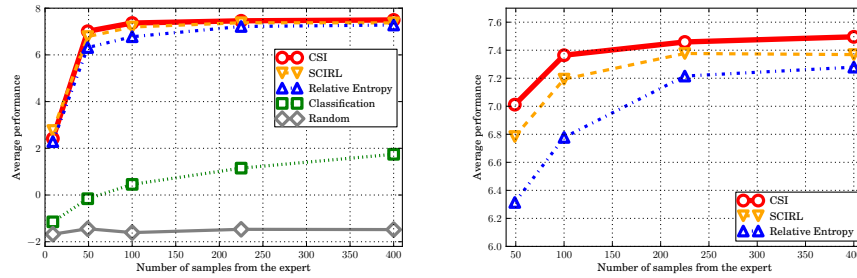 8
6
4
2
0
−2
Average performance
0
50
100
150
200
250
300
350
400
Number of samples from the expert
CSI
SCIRL
Relative Entropy
Classification
Random
7.6
7.4
7.2
7.0
6.8
6.6
6.4
6.2
6.0
Average performance
50
100
150
200
250
300
350
400
Number of samples from the expert
CSI
SCIRL
Relative Entropy